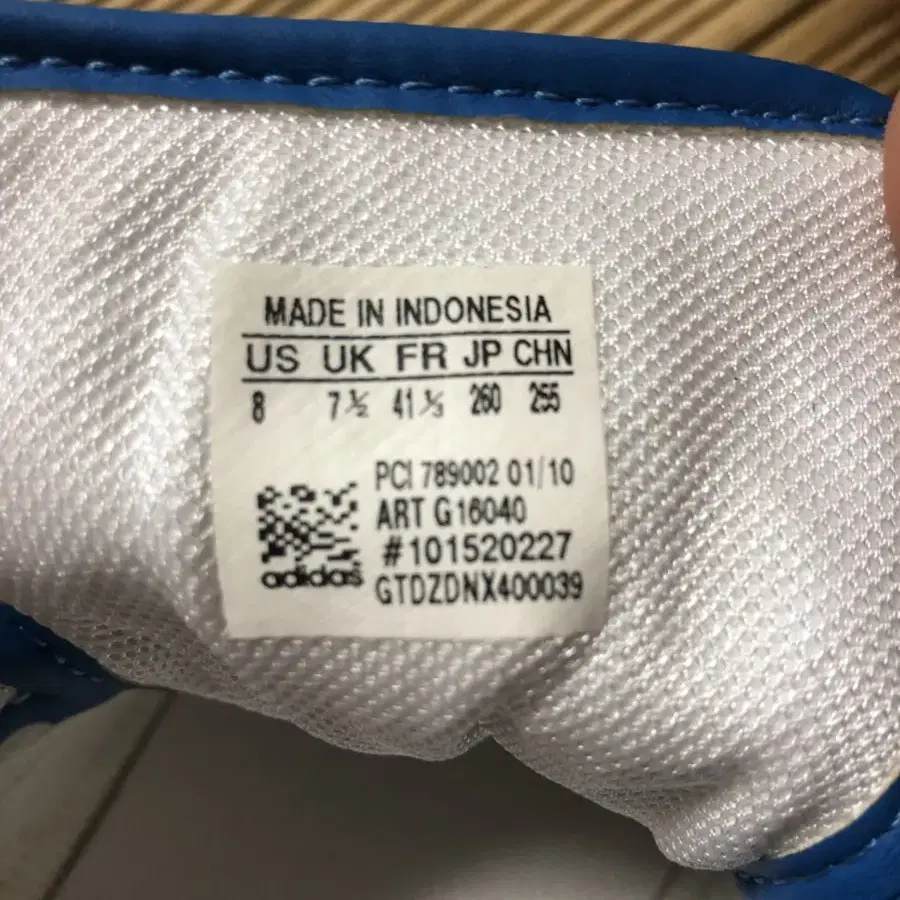 MADE IN INDONESIA
US UK FR JP CHN
8 7½ 41⅓ 260 255
PCI 789002 01/10
ART G16040
#101520227
adidas
GTDZDNX400039